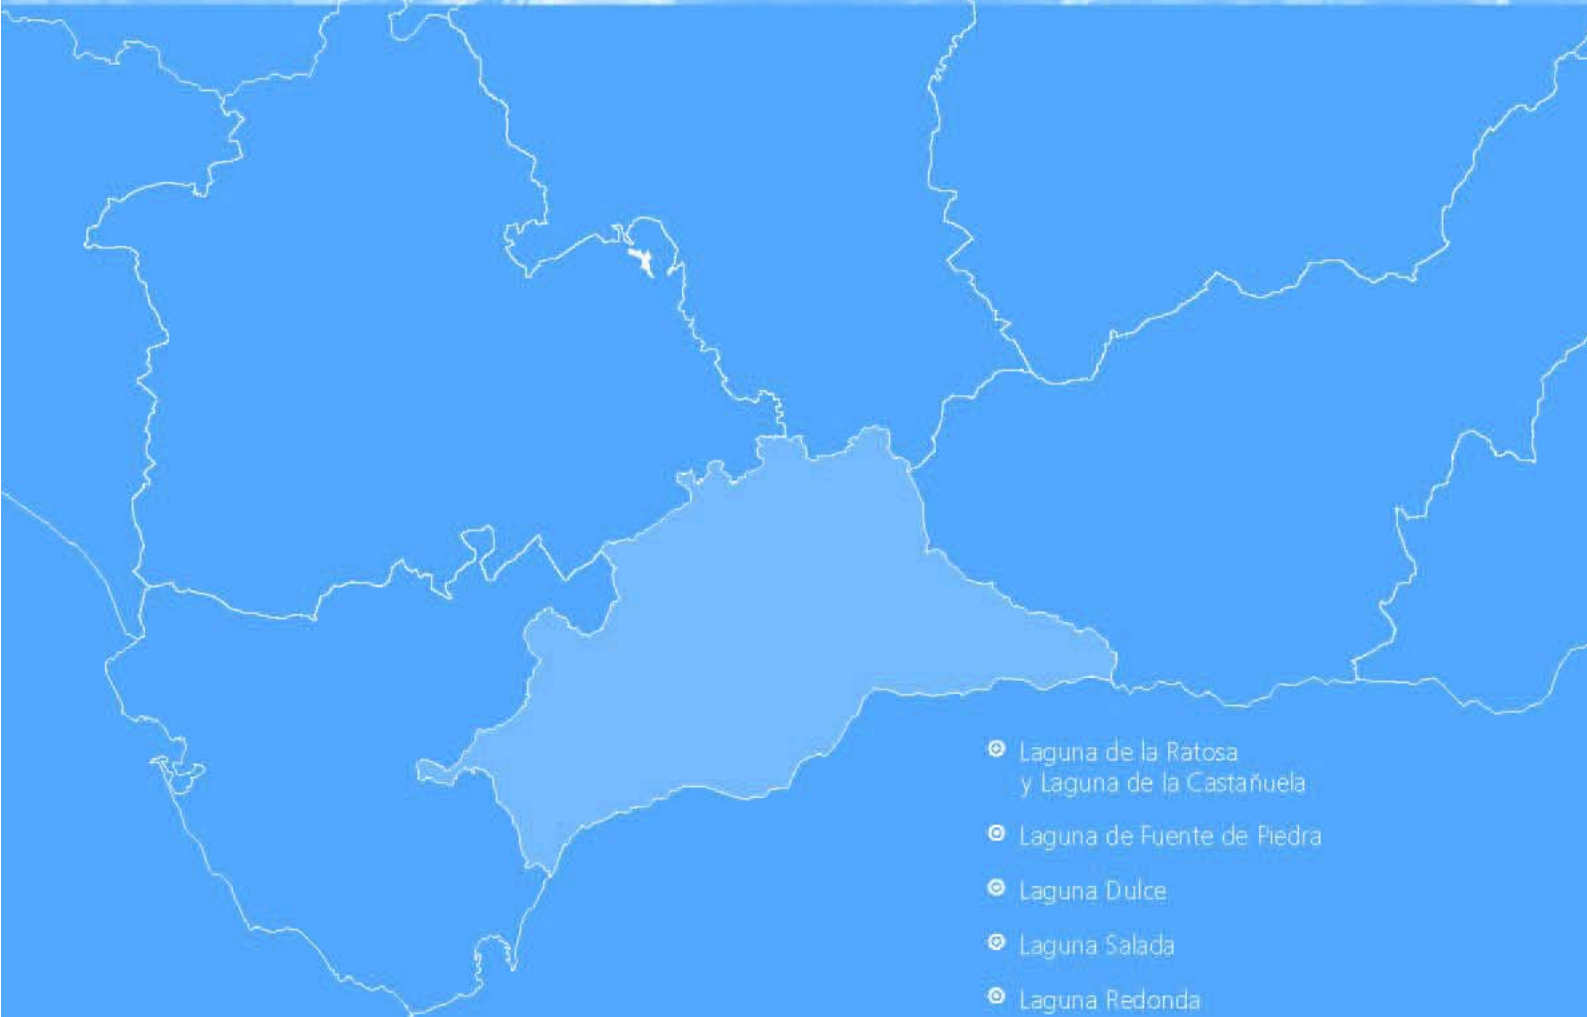 Laguna de la Ratosa
y Laguna de la Castañuela
Laguna de Fuente de Piedra
Laguna Dulce
Laguna Salada
Laguna Redonda